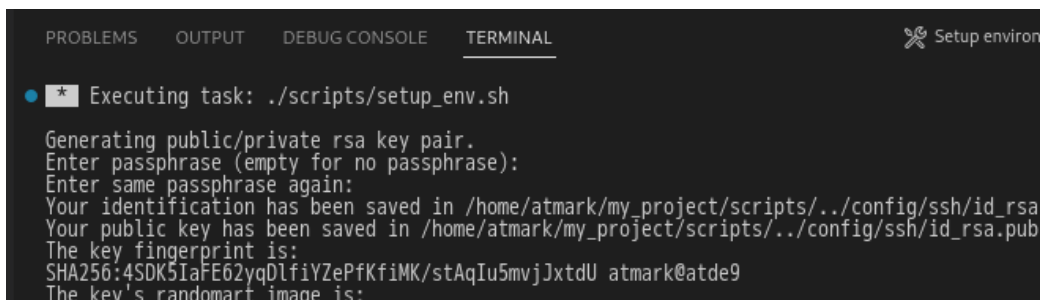 PROBLEMS OUTPUT DEBUG CONSOLE TERMINAL Setup environ
* Executing task: ./scripts/setup_env.sh
Generating public/private rsa key pair.
Enter passphrase (empty for no passphrase):
Enter same passphrase again:
Your identification has been saved in /home/atmark/my_project/scripts/../config/ssh/id_rsa
Your public key has been saved in /home/atmark/my_project/scripts/../config/ssh/id_rsa.pub
The key fingerprint is:
SHA256:4SDK5IaFE62yqDlfiYZePfKfiMK/stAqIu5mvjJxtdU atmark@atde9
The key's randomart image is: